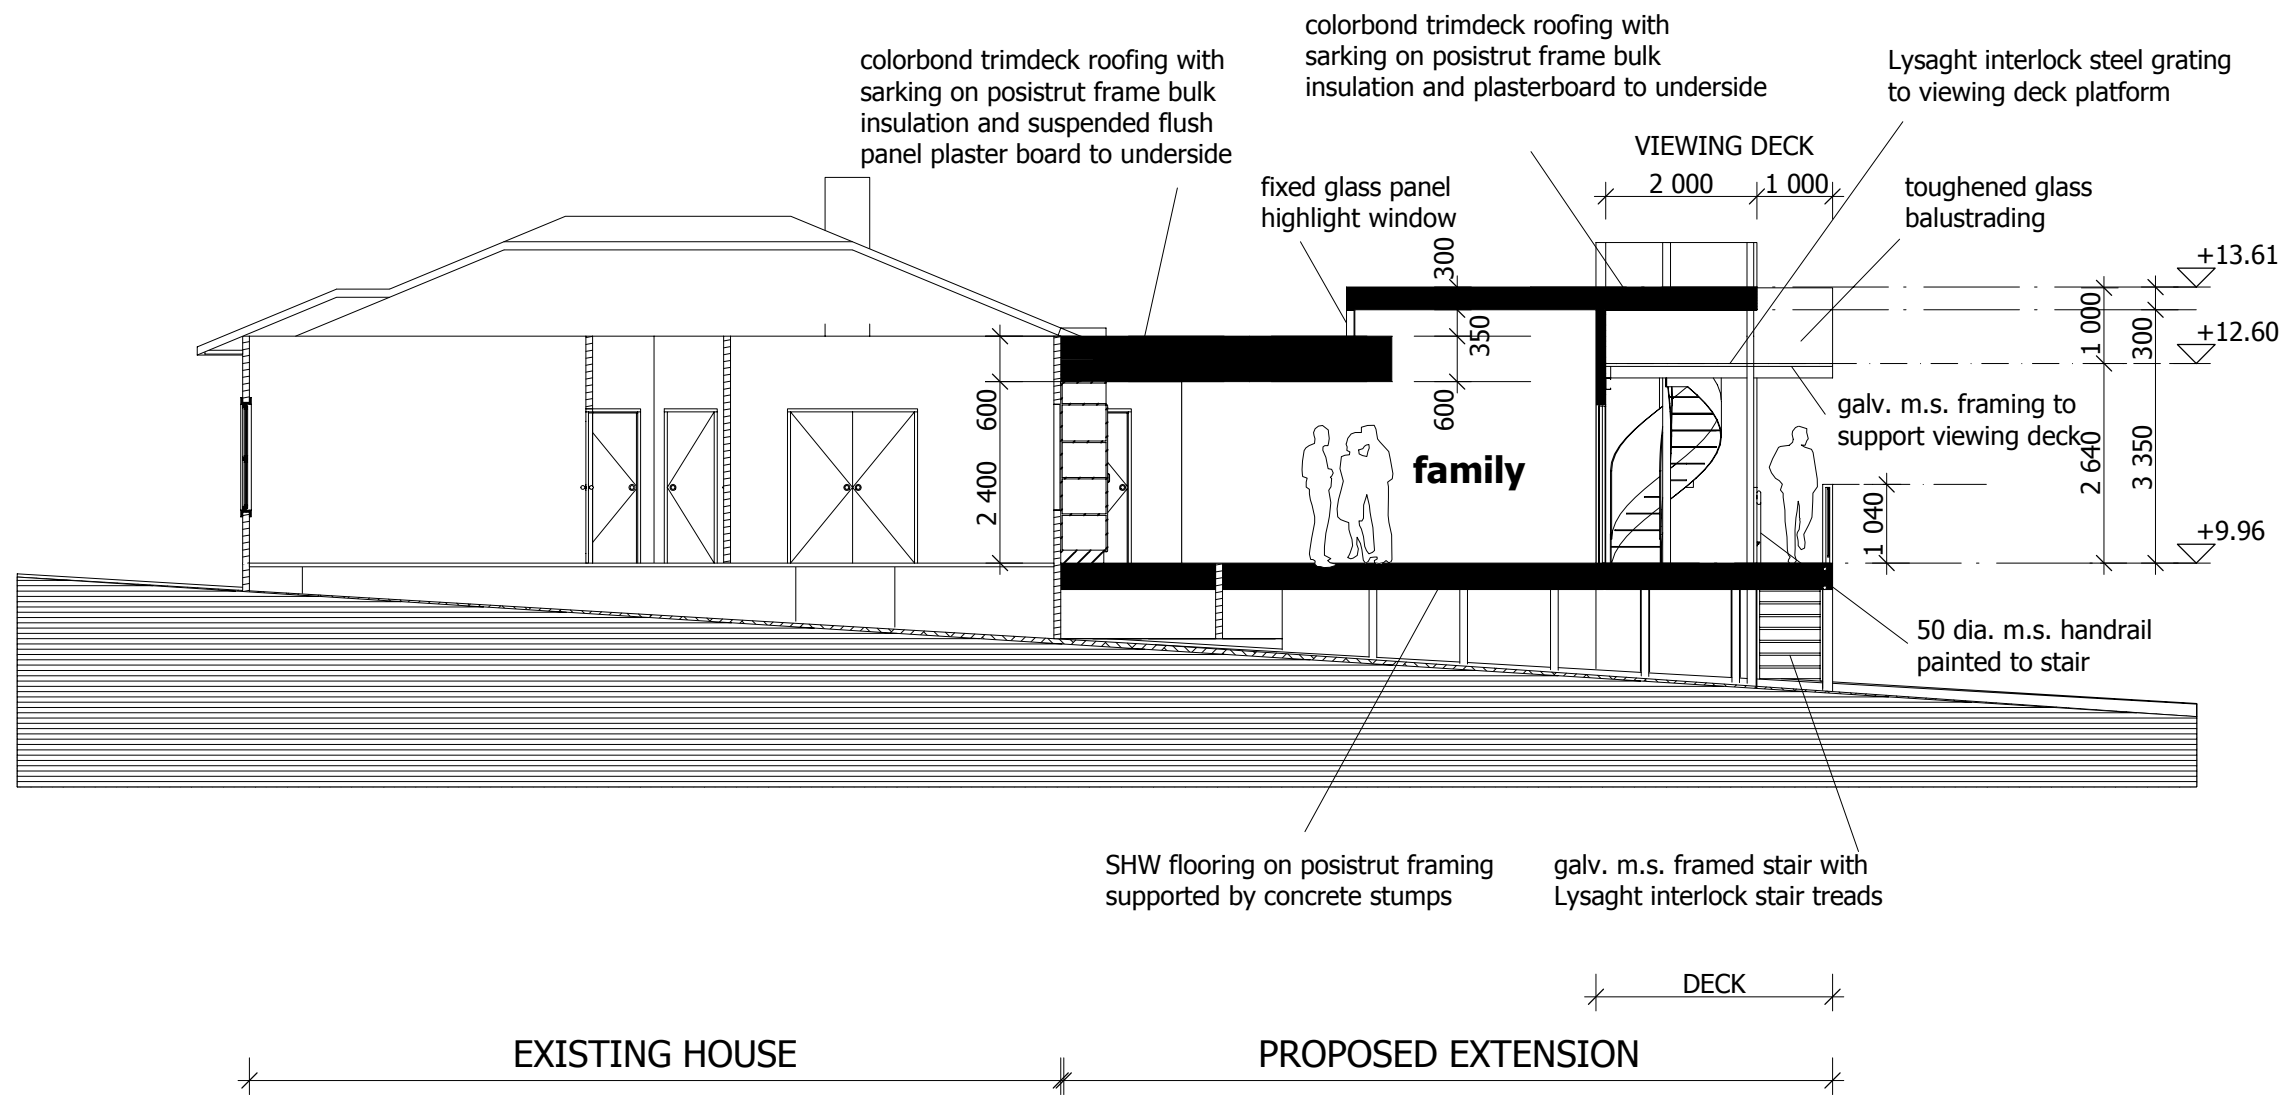 colorbond trimdeck roofing with
sarking on posistrut frame bulk
insulation and plasterboard to underside
colorbond trimdeck roofing with
sarking on posistrut frame bulk
insulation and suspended flush
panel plaster board to underside
Lysaght interlock steel grating
to viewing deck platform
VIEWING DECK
2 000
1 000
fixed glass panel
highlight window
toughened glass
balustrading
300
350
600
600
2 400
+13.61
+12.60
+9.96
1 000
300
2 640
3 350
1 040
galv. m.s. framing to
support viewing deck
family
50 dia. m.s. handrail
painted to stair
SHW flooring on posistrut framing
supported by concrete stumps
galv. m.s. framed stair with
Lysaght interlock stair treads
DECK
EXISTING HOUSE
PROPOSED EXTENSION